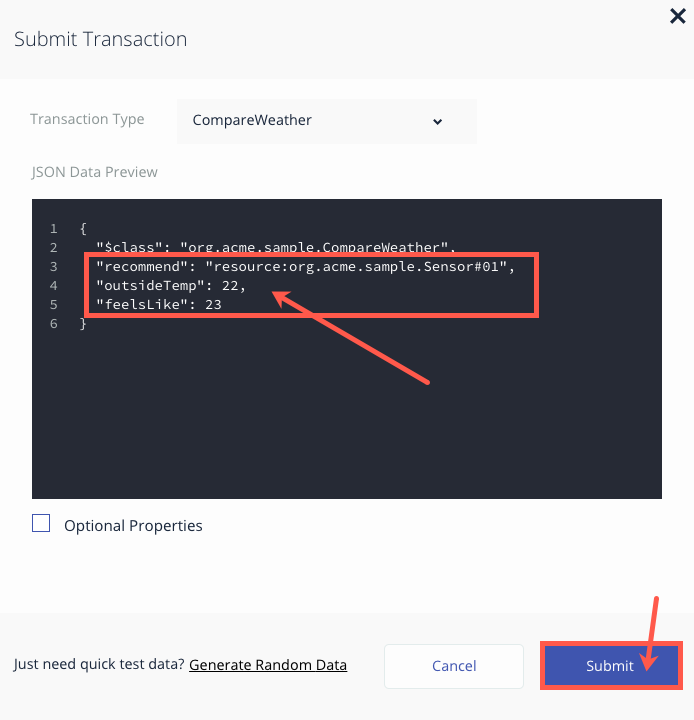 Submit Transaction
Transaction Type
CompareWeather
JSON Data Preview
1 {
2 "$class": "org.acme.sample.CompareWeather",
3 "recommend": "resource:org.acme.sample.Sensor#01",
4 "outsideTemp": 22,
5 "feelsLike": 23
6 }
Optional Properties
Just need quick test data? Generate Random Data
Cancel
Submit